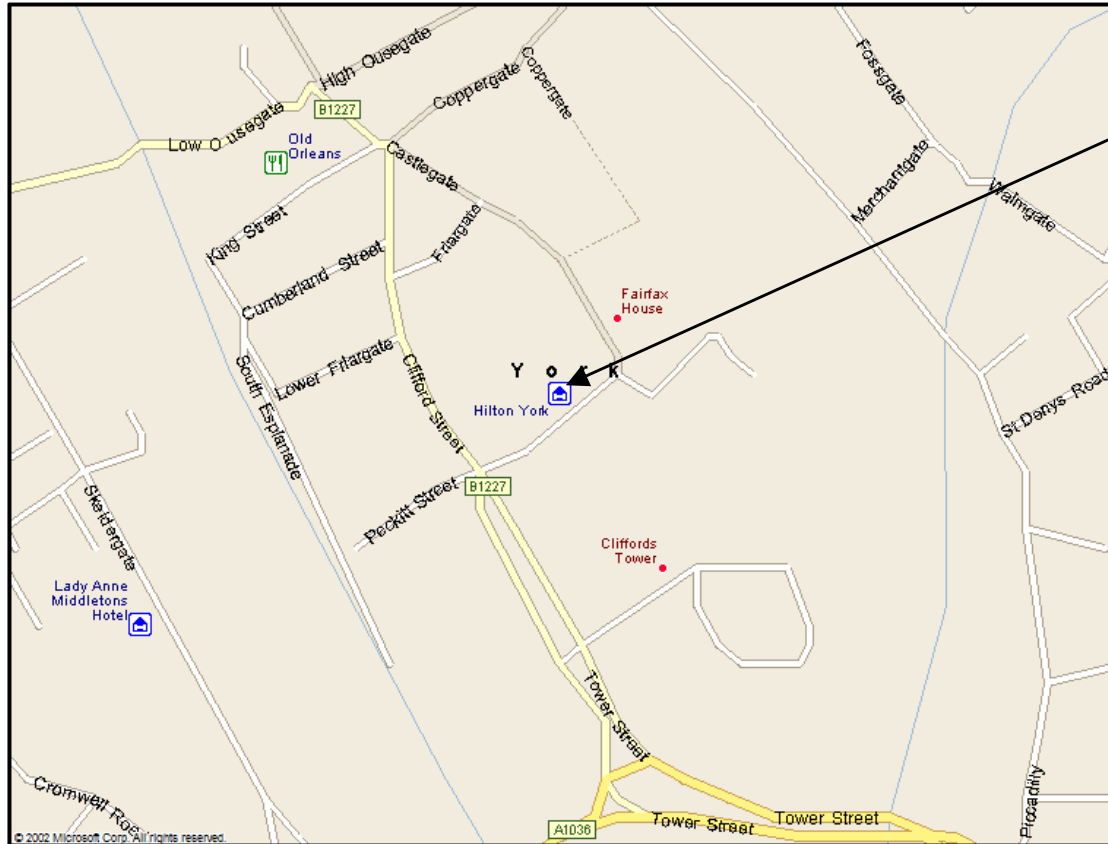 High Ousegate
Coppergate
Coppergate
Fossgate
B1227
Low Ousegate
Old
Orleans
Castlegate
Merchantgate
Walmgate
King Street
Friargate
Cumberland Street
Fairfax
House
York
Lower Friargate
Clifford Street
South Esplanade
Hilton York
St Denys Road
Peckitt Street
B1227
Skeldergate
Cliffords
Tower
Lady Anne
Middletons
Hotel
Tower Street
Cromwell Roa
Piccadilly
Tower Street
Tower Street
A1036
© 2002 Microsoft Corp. All rights reserved.